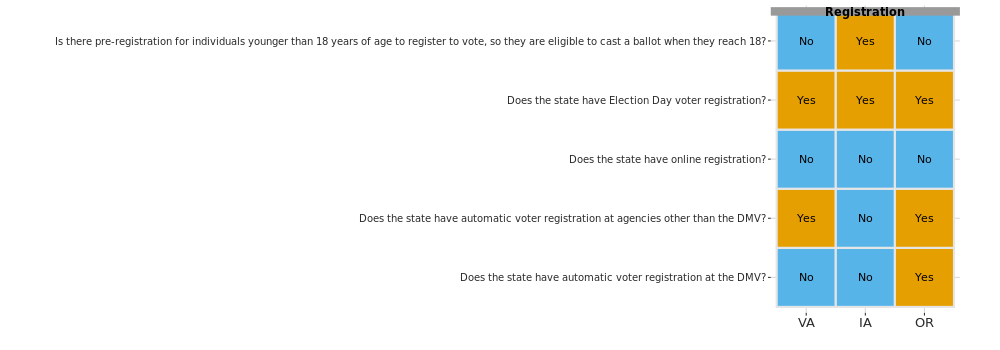 Registration
Is there pre-registration for individuals younger than 18 years of age to register to vote, so they are eligible to cast a ballot when they reach 18? No Yes No
Does the state have Election Day voter registration? Yes Yes Yes
Does the state have online registration? No No No
Does the state have automatic voter registration at agencies other than the DMV? Yes No Yes
Does the state have automatic voter registration at the DMV? No No Yes
VA IA OR